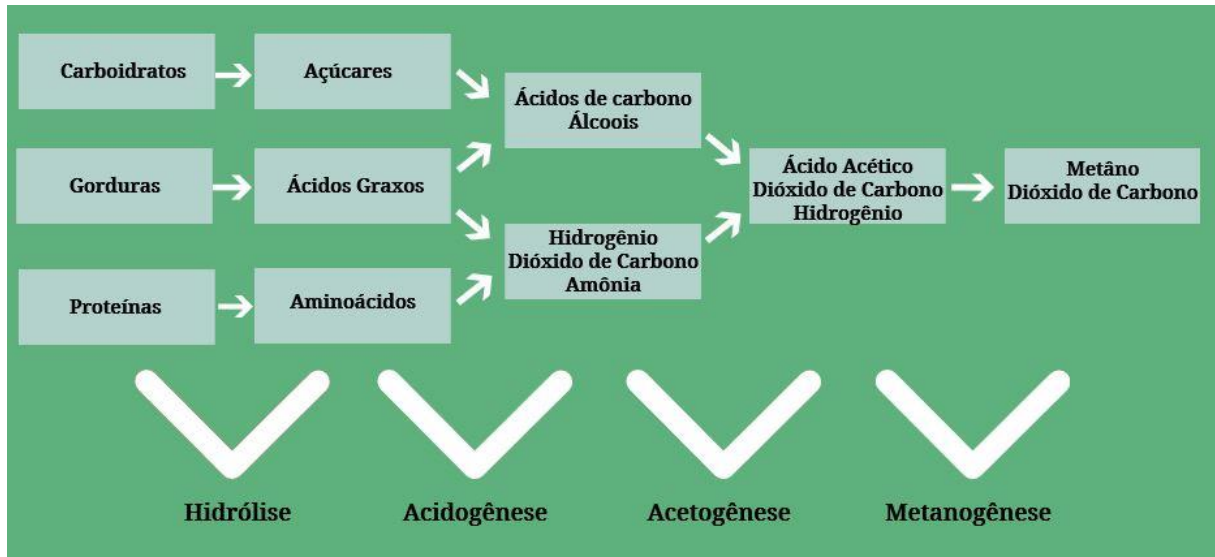 Carboidratos
Açúcares
Ácidos de carbono
Álcoois
Gorduras
Ácidos Graxos
Ácido Acético
Dióxido de Carbono
Hidrogênio
Metâno
Dióxido de Carbono
Hidrogênio
Dióxido de Carbono
Amônia
Proteínas
Aminoácidos
Hidrólise
Acidogênese
Acetogênese
Metanogênese